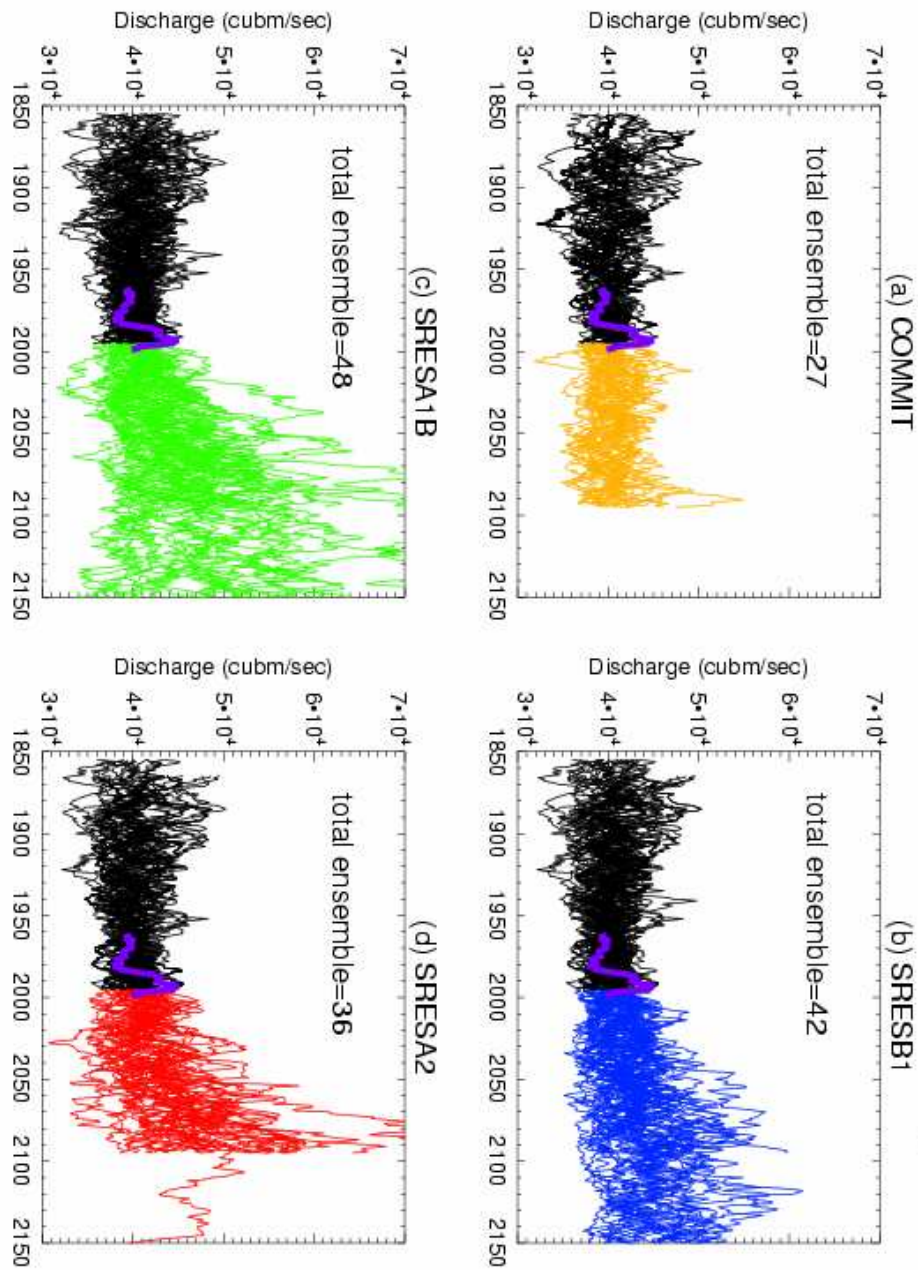 (a) COMMIT
Discharge (cubm/sec)
7•10⁴
6•10⁴
5•10⁴
4•10⁴
3•10⁴
total ensemble=27
1850 1900 1950 2000 2050 2100 2150
(b) SRESB1
Discharge (cubm/sec)
7•10⁴
6•10⁴
5•10⁴
4•10⁴
3•10⁴
total ensemble=42
1850 1900 1950 2000 2050 2100 2150
(c) SRESA1B
Discharge (cubm/sec)
7•10⁴
6•10⁴
5•10⁴
4•10⁴
3•10⁴
total ensemble=48
1850 1900 1950 2000 2050 2100 2150
(d) SRESA2
Discharge (cubm/sec)
7•10⁴
6•10⁴
5•10⁴
4•10⁴
3•10⁴
total ensemble=36
1850 1900 1950 2000 2050 2100 2150